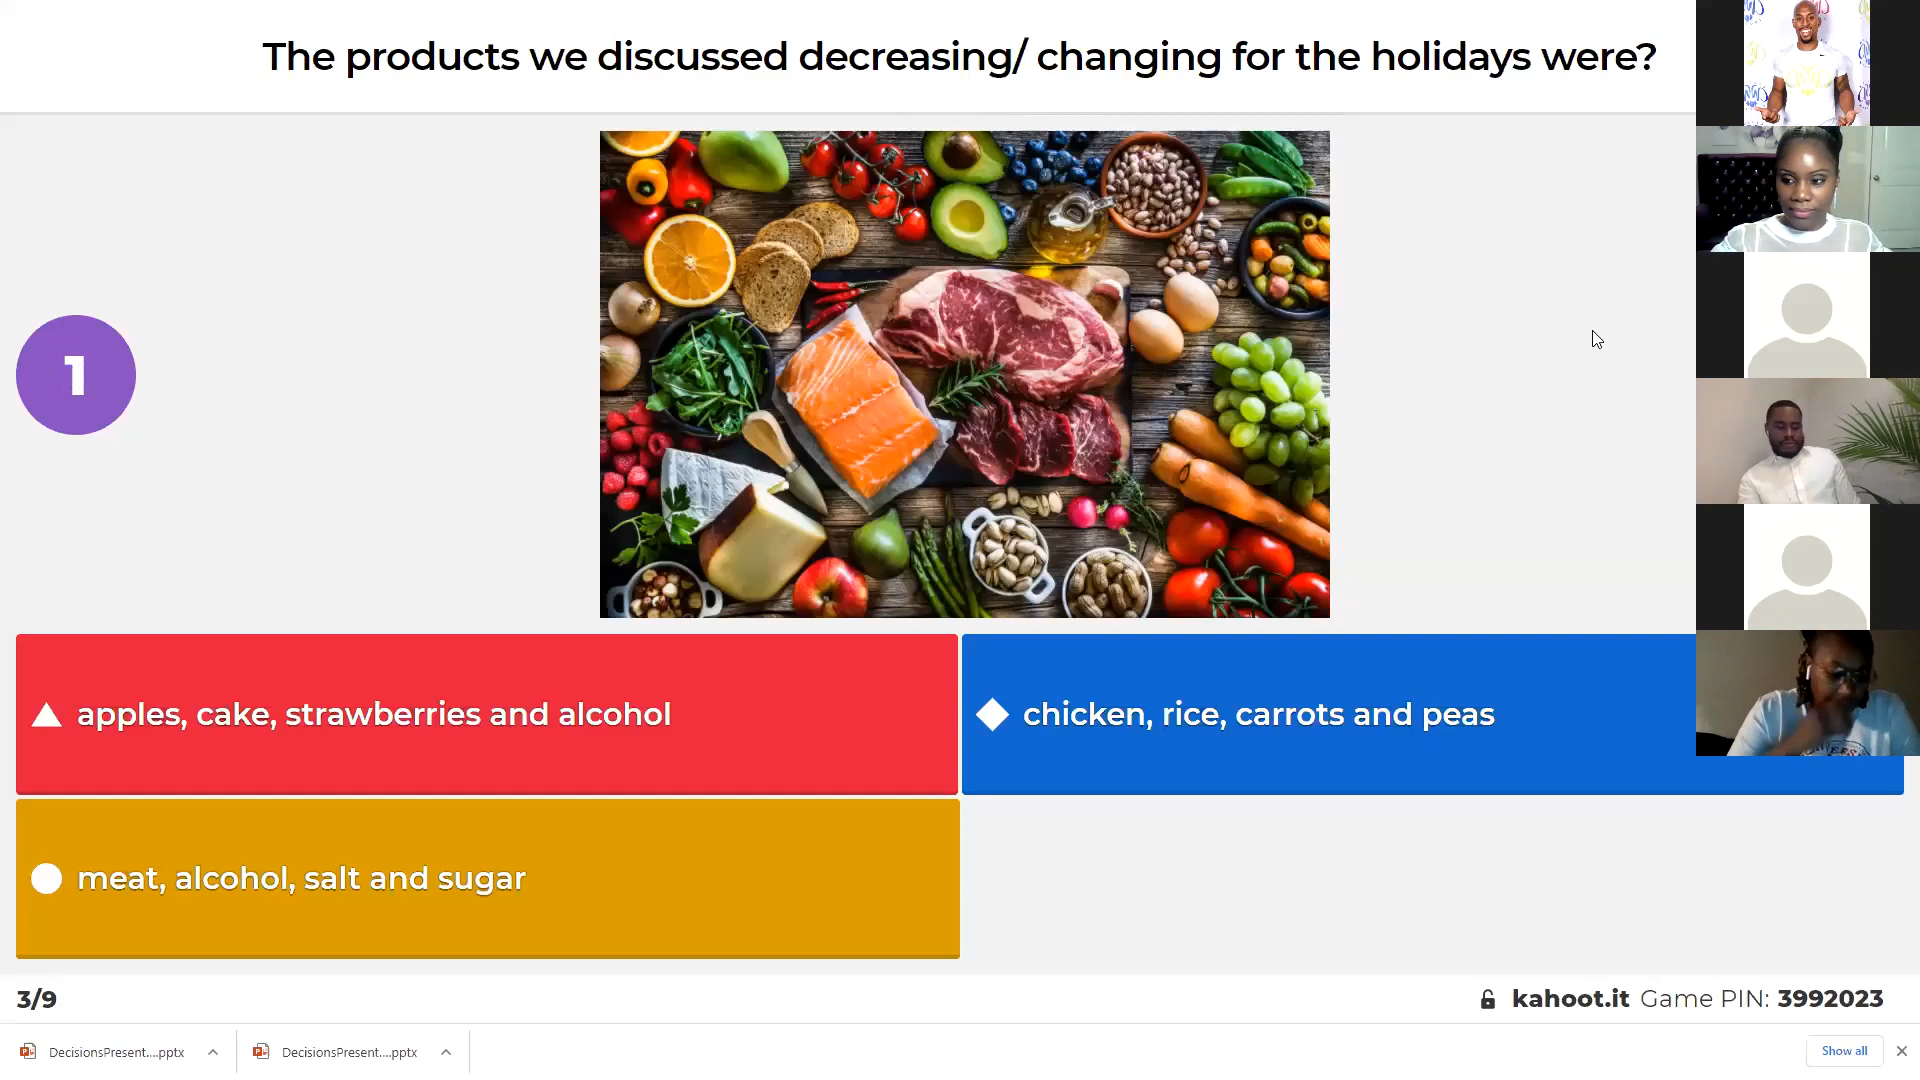 The products we discussed decreasing/ changing for the holidays were?
1
apples, cake, strawberries and alcohol
chicken, rice, carrots and peas
meat, alcohol, salt and sugar
3/9
kahoot.it Game PIN: 3992023
DecisionsPresent....pptx
DecisionsPresent....pptx
Show all